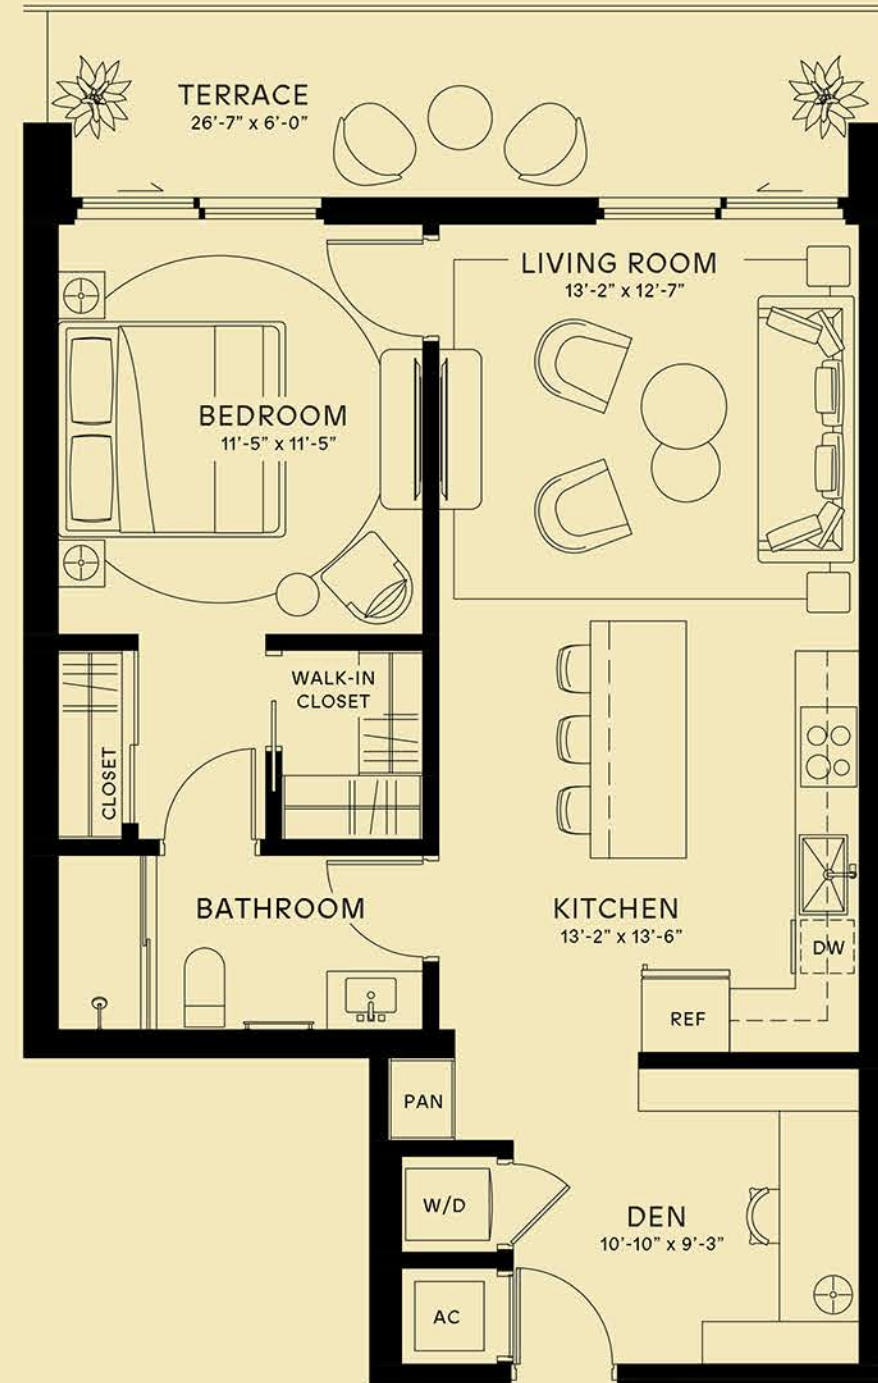 TERRACE
26'-7" x 6'-0"
LIVING ROOM
13'-2" x 12'-7"
BEDROOM
11'-5" x 11'-5"
WALK-IN
CLOSET
CLOSET
BATHROOM
KITCHEN
13'-2" x 13'-6"
DW
REF
PAN
W/D
DEN
10'-10" x 9'-3"
AC